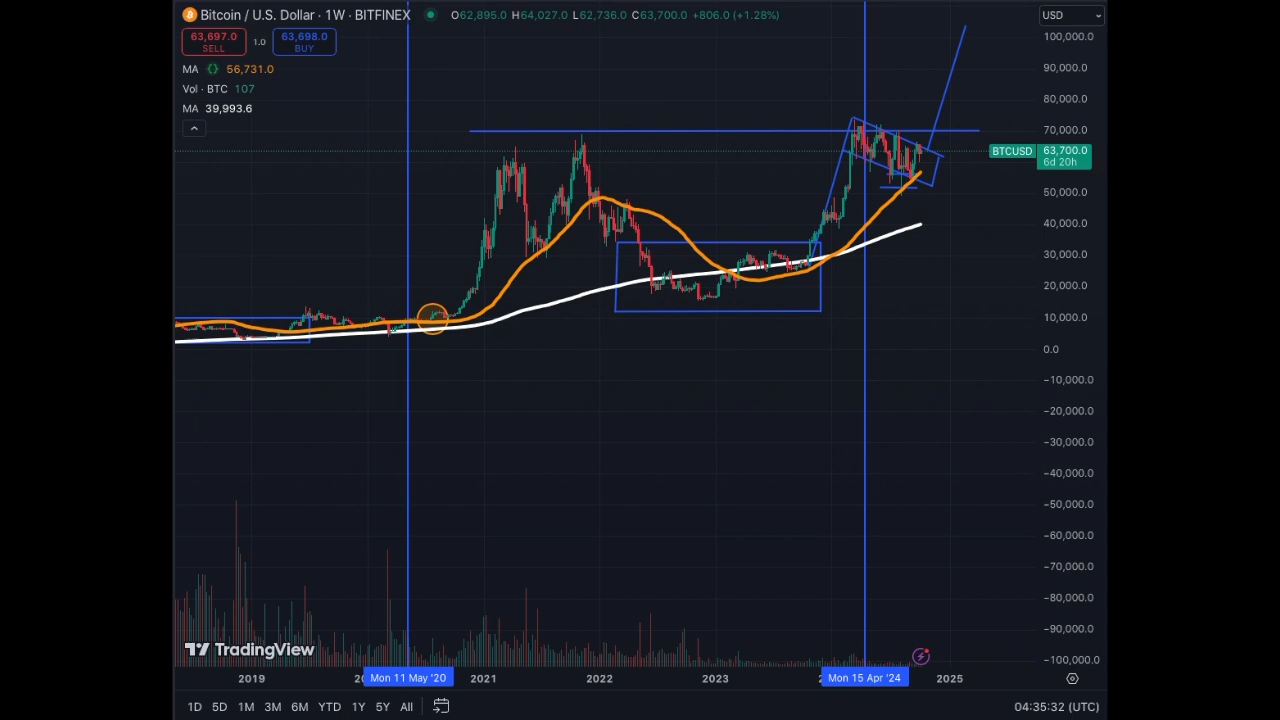 Bitcoin / U.S. Dollar · 1W · BITFINEX O62,895.0 H64,027.0 L62,736.0 C63,700.0 +806.0 (+1.28%) USD
63,697.0 1.0 63,698.0
SELL BUY
MA 56,731.0
Vol · BTC 107
MA 39,993.6
100,000.0
90,000.0
80,000.0
70,000.0
BTCUSD 63,700.0
6d 20h
50,000.0
40,000.0
30,000.0
20,000.0
10,000.0
0.0
−10,000.0
−20,000.0
−30,000.0
−40,000.0
−50,000.0
−60,000.0
−70,000.0
−80,000.0
−90,000.0
−100,000.0
TradingView
2019 Mon 11 May '20 2021 2022 2023 Mon 15 Apr '24 2025
1D 5D 1M 3M 6M YTD 1Y 5Y All 04:35:32 (UTC)